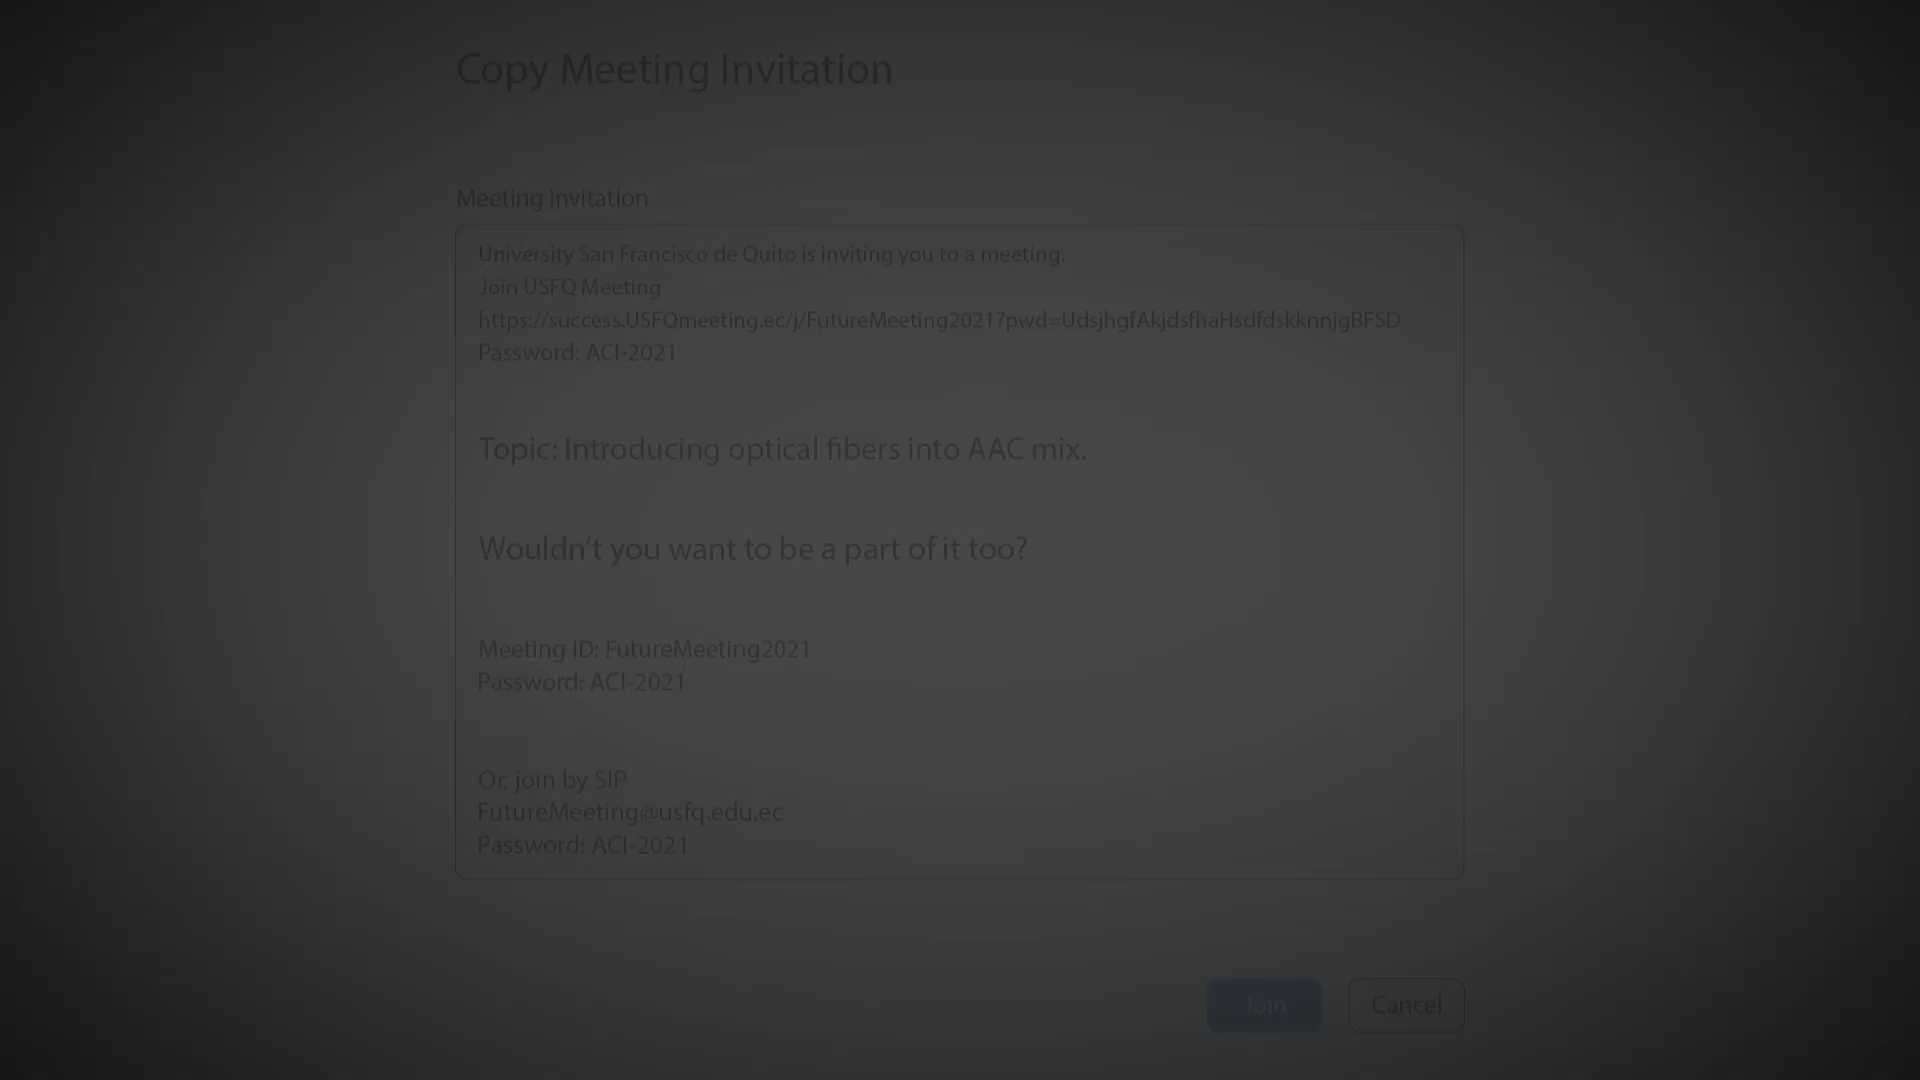 Copy Meeting Invitation
Meeting Invitation
University San Francisco de Quito is inviting you to a meeting.
Join USFQ Meeting
https://success.USFQmeeting.ec/j/FutureMeeting2021?pwd=UdsjhgfAkjdsfhaHsdfdskknnjgBFSD
Password: ACI-2021
Topic: Introducing optical fibers into AAC mix.
Wouldn’t you want to be a part of it too?
Meeting ID: FutureMeeting2021
Password: ACI-2021
Or, join by SIP
FutureMeeting@usfq.edu.ec
Password: ACI-2021
Join
Cancel